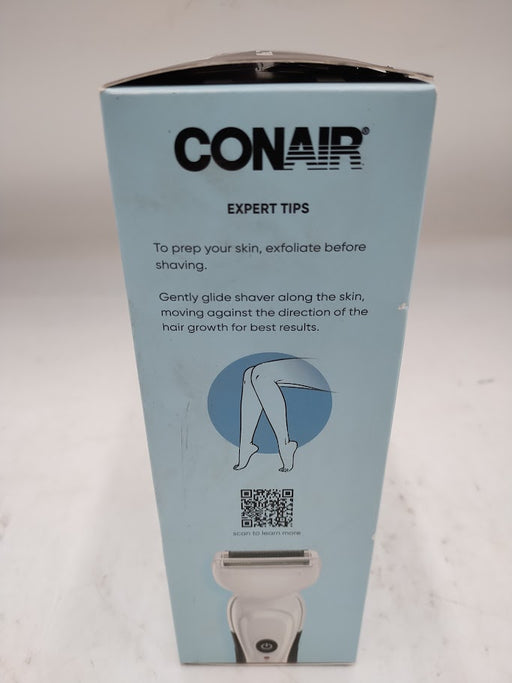 CONAIR®
EXPERT TIPS
To prep your skin, exfoliate before
shaving.
Gently glide shaver along the skin,
moving against the direction of the
hair growth for best results.
scan to learn more